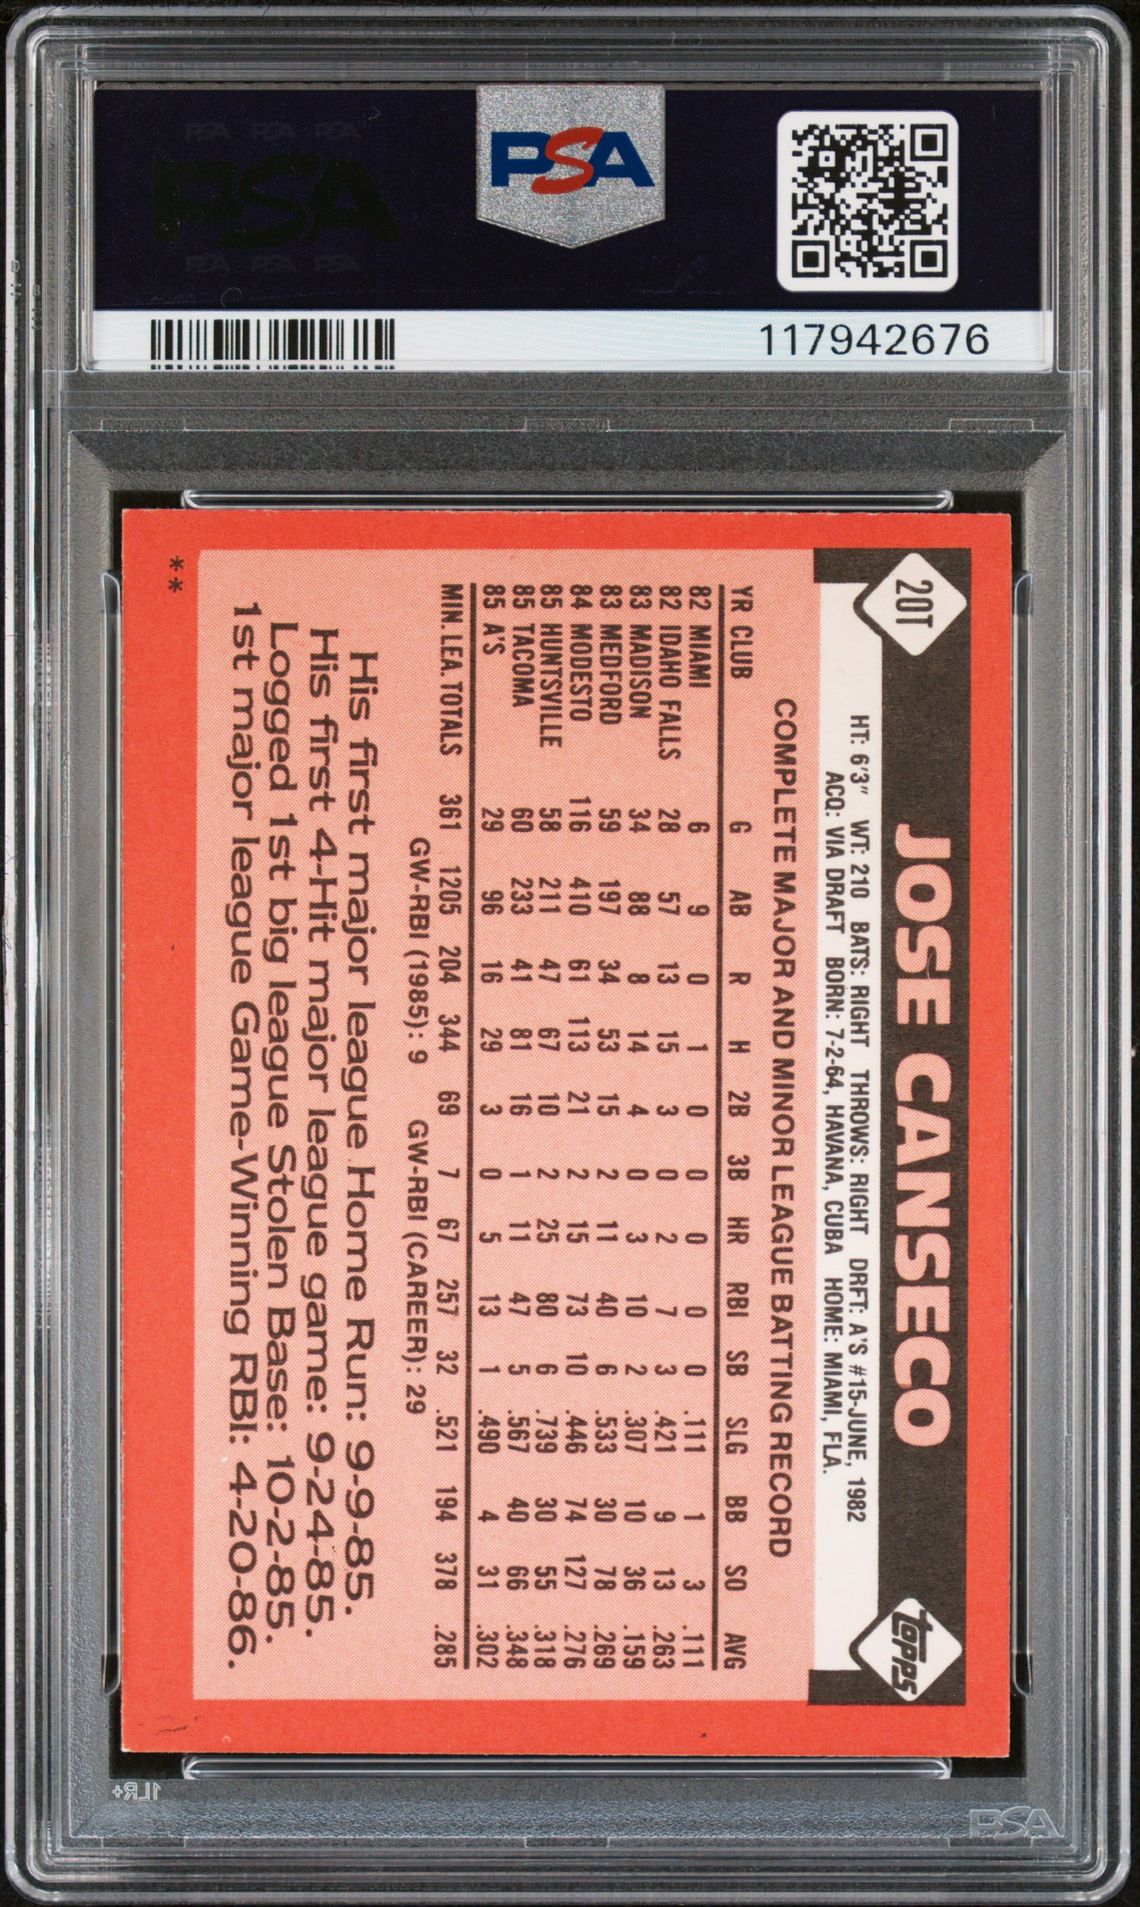 PSA PSA PSA
PSA
PSA PSA PSA
PSA
117942676
20T
JOSE CANSECO
topps
HT: 6'3" WT: 210 BATS: RIGHT THROWS: RIGHT DRFT: A'S #15-JUNE, 1982
ACQ: VIA DRAFT BORN: 7-2-64, HAVANA, CUBA HOME: MIAMI, FLA.
COMPLETE MAJOR AND MINOR LEAGUE BATTING RECORD
YR CLUB G AB R H 2B 3B HR RBI SB SLG BB SO AVG
82 MIAMI 6 9 0 1 0 0 0 0 0 .111 1 3 .111
82 IDAHO FALLS 28 57 13 15 3 0 2 7 3 .421 9 13 .263
83 MADISON 34 88 8 14 4 0 3 10 2 .307 10 36 .159
83 MEDFORD 59 197 34 53 15 2 11 40 6 .533 30 78 .269
84 MODESTO 116 410 61 113 21 2 15 73 10 .446 74 127 .276
85 HUNTSVILLE 58 211 47 67 10 2 25 80 6 .739 30 55 .318
85 TACOMA 60 233 41 81 16 1 11 47 5 .567 40 66 .348
85 A'S 29 96 16 29 3 0 5 13 1 .490 4 31 .302
MIN. LEA. TOTALS 361 1205 204 344 69 7 67 257 32 .521 194 378 .285
GW-RBI (1985): 9 GW-RBI (CAREER): 29
His first major league Home Run: 9-9-85.
His first 4-Hit major league game: 9-24-85.
Logged 1st big league Stolen Base: 10-2-85.
1st major league Game-Winning RBI: 4-20-86.
**
1LR+
PSA